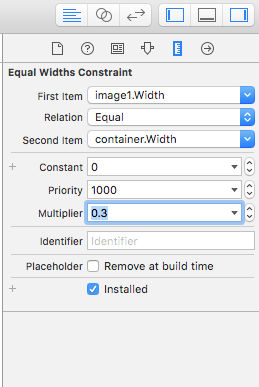 Equal Widths Constraint
First Item image1.Width
Relation Equal
Second Item container.Width
Constant 0
Priority 1000
Multiplier 0.3
Identifier Identifier
Placeholder Remove at build time
Installed